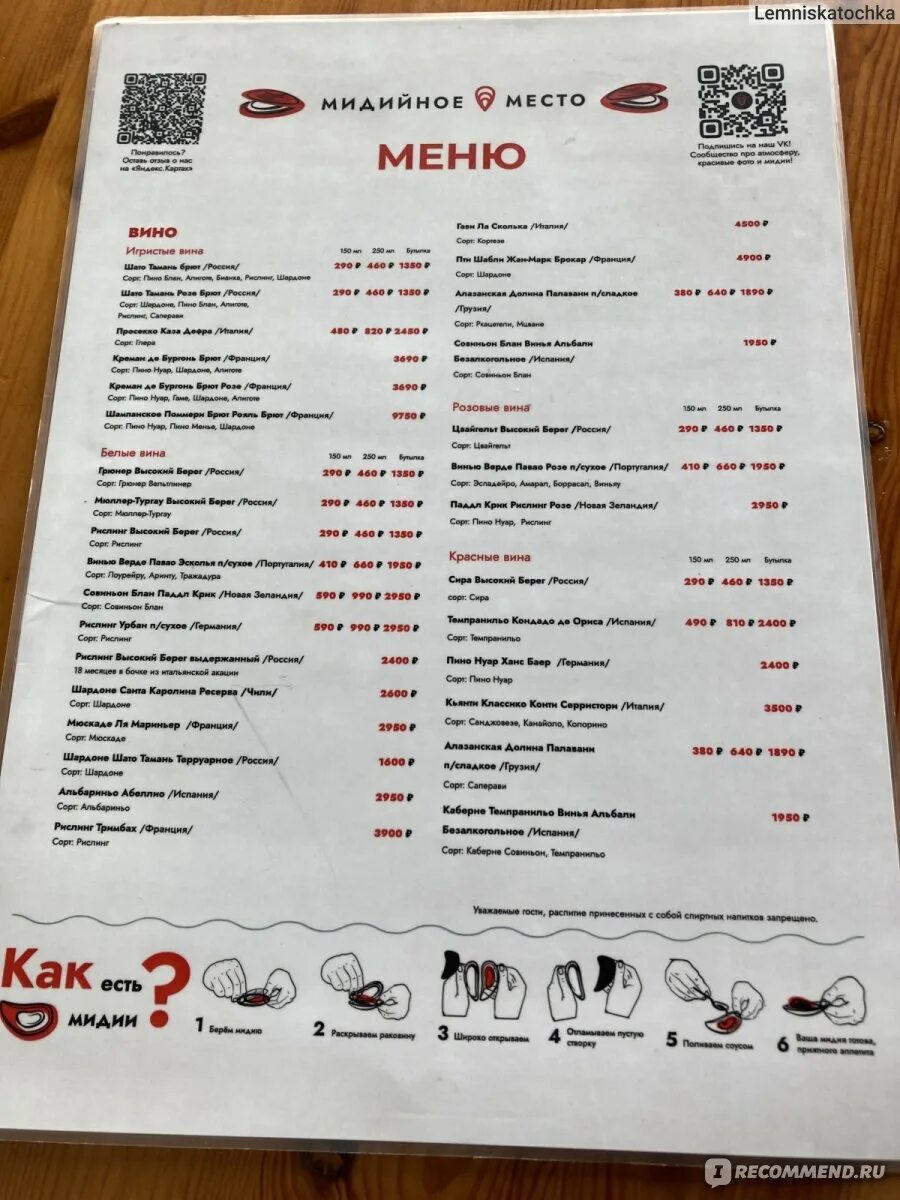 Lemniskatochka
МИДИЙНОЕ МЕСТО
МЕНЮ
Понравилось?
Оставь отзыв о нас
на «Яндекс.Картах»
Подпишись на наш VK!
Сообщество про атмосферу,
красивые фото и мидии!
ВИНО
Игристые вина 150 мл 250 мл Бутылка
Шато Тамань брют /Россия/ 290 ₽ 460 ₽ 1350 ₽
Сорт: Пино Блан, Алиготе, Бианка, Рислинг, Шардоне
Шато Тамань Розе Брют /Россия/ 290 ₽ 460 ₽ 1350 ₽
Сорт: Шардоне, Пино Блан, Алиготе,
Рислинг, Саперави
Просекко Каза Дефра /Италия/ 480 ₽ 820 ₽ 2450 ₽
Сорт: Глера
Креман де Бургонь Брют /Франция/ 3690 ₽
Сорт: Пино Нуар, Шардоне, Алиготе
Креман де Бургонь Брют Розе /Франция/ 3690 ₽
Сорт: Пино Нуар, Гаме, Шардоне, Алиготе
Шампанское Поммери Брют Рояль Брют /Франция/ 9750 ₽
Сорт: Пино Нуар, Пино Менье, Шардоне
Белые вина 150 мл 250 мл Бутылка
Грюнер Высокий Берег /Россия/ 290 ₽ 460 ₽ 1350 ₽
Сорт: Грюнер Вельтлинер
Мюллер-Тургау Высокий Берег /Россия/ 290 ₽ 460 ₽ 1350 ₽
Сорт: Мюллер-Тургау
Рислинг Высокий Берег /Россия/ 290 ₽ 460 ₽ 1350 ₽
Сорт: Рислинг
Винью Верде Павао Эсколья п/сухое /Португалия/ 410 ₽ 660 ₽ 1950 ₽
Сорт: Лоурейру, Аринту, Тражадура
Совиньон Блан Паддл Крик /Новая Зеландия/ 590 ₽ 990 ₽ 2950 ₽
Сорт: Совиньон Блан
Рислинг Урбан п/сухое /Германия/ 590 ₽ 990 ₽ 2950 ₽
Сорт: Рислинг
Рислинг Высокий Берег выдержанный /Россия/ 2400 ₽
18 месяцев в бочке из итальянской акации
Шардоне Санта Каролина Ресерва /Чили/ 2600 ₽
Сорт: Шардоне
Мюскаде Ля Мариньер /Франция/ 2950 ₽
Сорт: Мюскаде
Шардоне Шато Тамань Терруарное /Россия/ 1600 ₽
Сорт: Шардоне
Альбариньо Абеллио /Испания/ 2950 ₽
Сорт: Альбариньо
Рислинг Тримбах /Франция/ 3900 ₽
Сорт: Рислинг
Гави Ла Сколька /Италия/ 4500 ₽
Сорт: Кортезе
Пти Шабли Жан-Марк Брокар /Франция/ 4900 ₽
Сорт: Шардоне
Алазанская Долина Палавани п/сладкое 380 ₽ 640 ₽ 1890 ₽
/Грузия/
Сорт: Ркацетели, Мцване
Совиньон Блан Винья Альбали 1950 ₽
Безалкогольное /Испания/
Сорт: Совиньон Блан
Розовые вина 150 мл 250 мл Бутылка
Цвайгельт Высокий Берег /Россия/ 290 ₽ 460 ₽ 1350 ₽
Сорт: Цвайгельт
Винью Верде Павао Розе п/сухое /Португалия/ 410 ₽ 660 ₽ 1950 ₽
Сорт: Эспадейро, Амарал, Боррасал, Виньяу
Паддл Крик Рислинг Розе /Новая Зеландия/ 2950 ₽
Сорт: Пино Нуар, Рислинг
Красные вина 150 мл 250 мл Бутылка
Сира Высокий Берег /Россия/ 290 ₽ 460 ₽ 1350 ₽
сорт: Сира
Темпранильо Кондадо де Ориса /Испания/ 490 ₽ 810 ₽ 2400 ₽
Сорт: Темпранильо
Пино Нуар Ханс Баер /Германия/ 2400 ₽
Сорт: Пино Нуар
Кьянти Классико Конти Серристори /Италия/ 3500 ₽
Сорт: Санджовезе, Канайоло, Колорино
Алазанская Долина Палавани 380 ₽ 640 ₽ 1890 ₽
п/сладкое /Грузия/
Сорт: Саперави
Каберне Темпранильо Винья Альбали 1950 ₽
Безалкогольное /Испания/
Сорт: Каберне Совиньон, Темпранильо
Уважаемые гости, распитие принесенных с собой спиртных напитков запрещено.
Как есть мидии ?
1 Берём мидию
2 Раскрываем раковину
3 Широко открываем
4 Отламываем пустую
створку
5 Поливаем соусом
6 Ваша мидия готова,
приятного аппетита
IRECOMMEND.RU